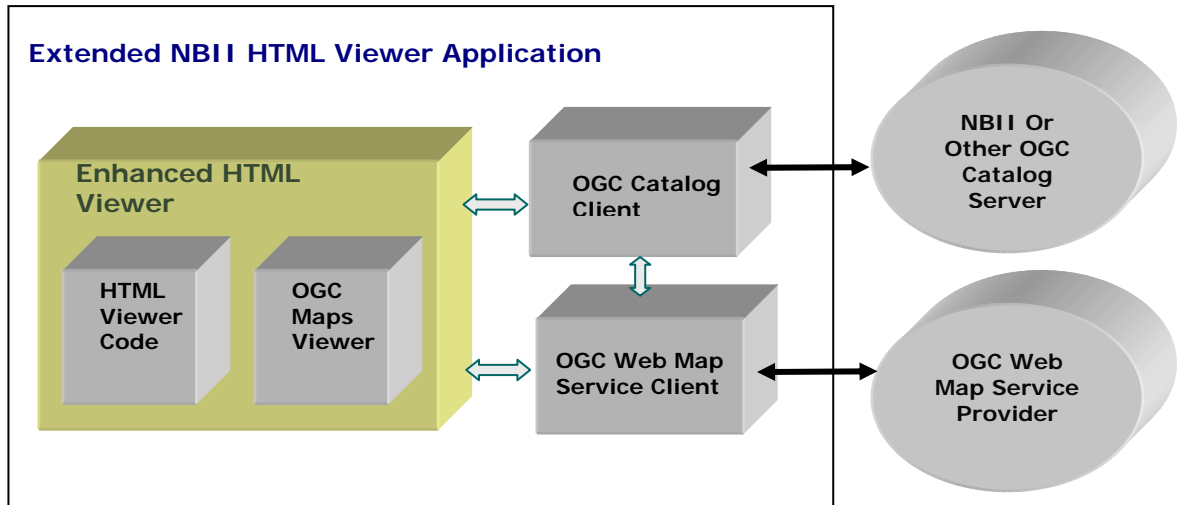 Extended NBII HTML Viewer Application
Enhanced HTML
Viewer
HTML
Viewer
Code
OGC
Maps
Viewer
OGC Catalog
Client
OGC Web Map
Service Client
NBII Or
Other OGC
Catalog
Server
OGC Web
Map Service
Provider